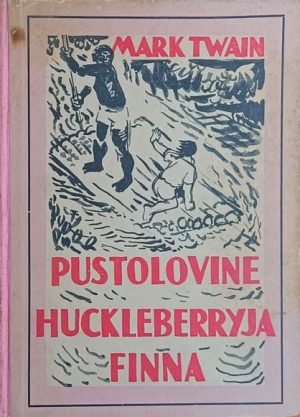 MARK TWAIN
PUSTOLOVINE
HUCKLEBERRYJA
FINNA